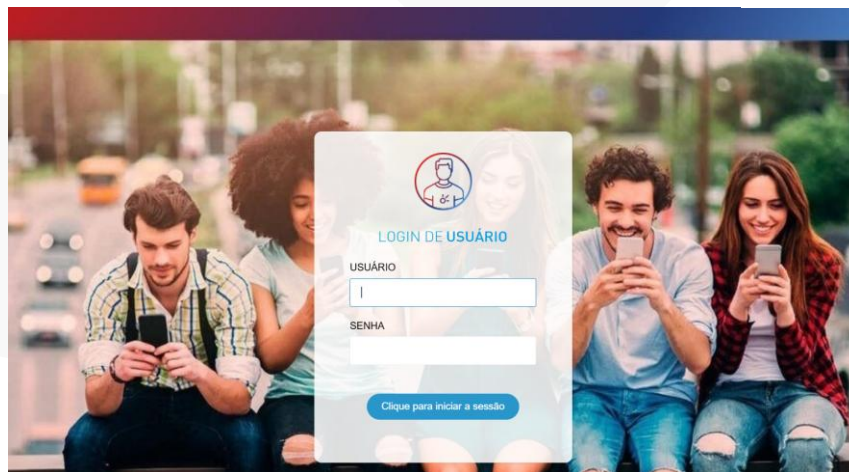 LOGIN DE USUÁRIO
USUÁRIO
SENHA
Clique para iniciar a sessão